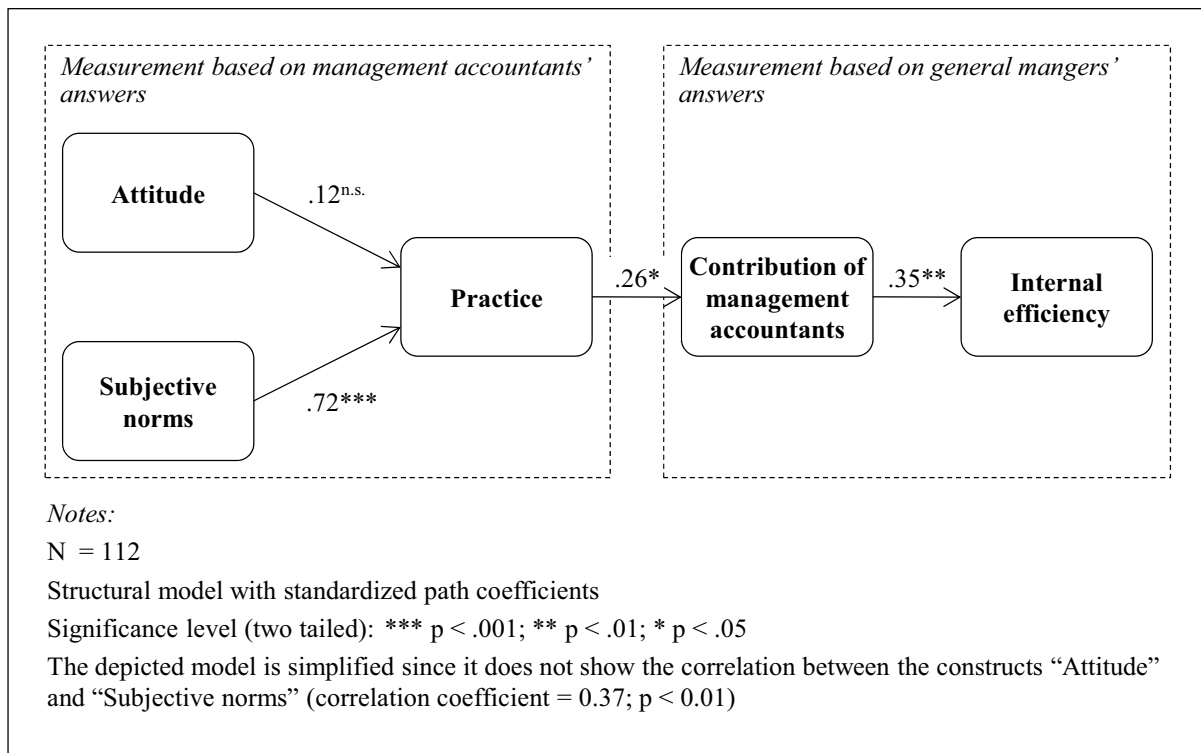 Measurement based on management accountants’
answers
Measurement based on general mangers’
answers
Attitude
.12n.s.
Practice
.26*
Contribution of
management
accountants
.35**
Internal
efficiency
Subjective
norms
.72***
Notes:
N = 112
Structural model with standardized path coefficients
Significance level (two tailed): *** p < .001; ** p < .01; * p < .05
The depicted model is simplified since it does not show the correlation between the constructs “Attitude”
and “Subjective norms” (correlation coefficient = 0.37; p < 0.01)